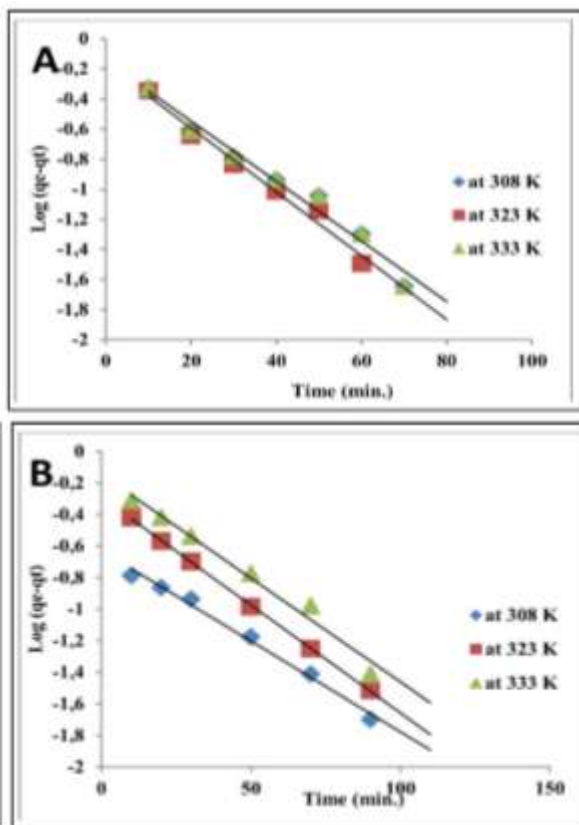 A
0
-0,2
-0,4
-0,6
-0,8
-1
-1,2
-1,4
-1,6
-1,8
-2
Log (qe-qt)
0 20 40 60 80 100
Time (min.)
at 308 K
at 323 K
at 333 K
B
0
-0,2
-0,4
-0,6
-0,8
-1
-1,2
-1,4
-1,6
-1,8
-2
Log (qe-qt)
0 50 100 150
Time (min.)
at 308 K
at 323 K
at 333 K